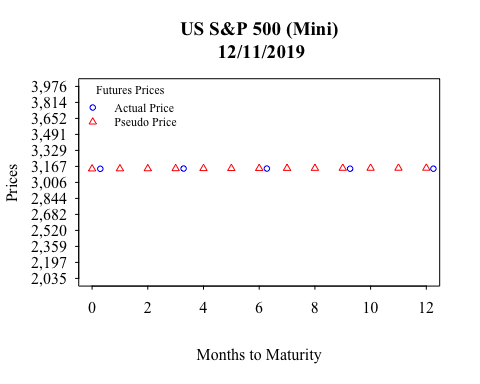 US S&P 500 (Mini)
12/11/2019
Futures Prices
Actual Price
Pseudo Price
Prices
3,976
3,814
3,652
3,491
3,329
3,167
3,006
2,844
2,682
2,520
2,359
2,197
2,035
0 2 4 6 8 10 12
Months to Maturity